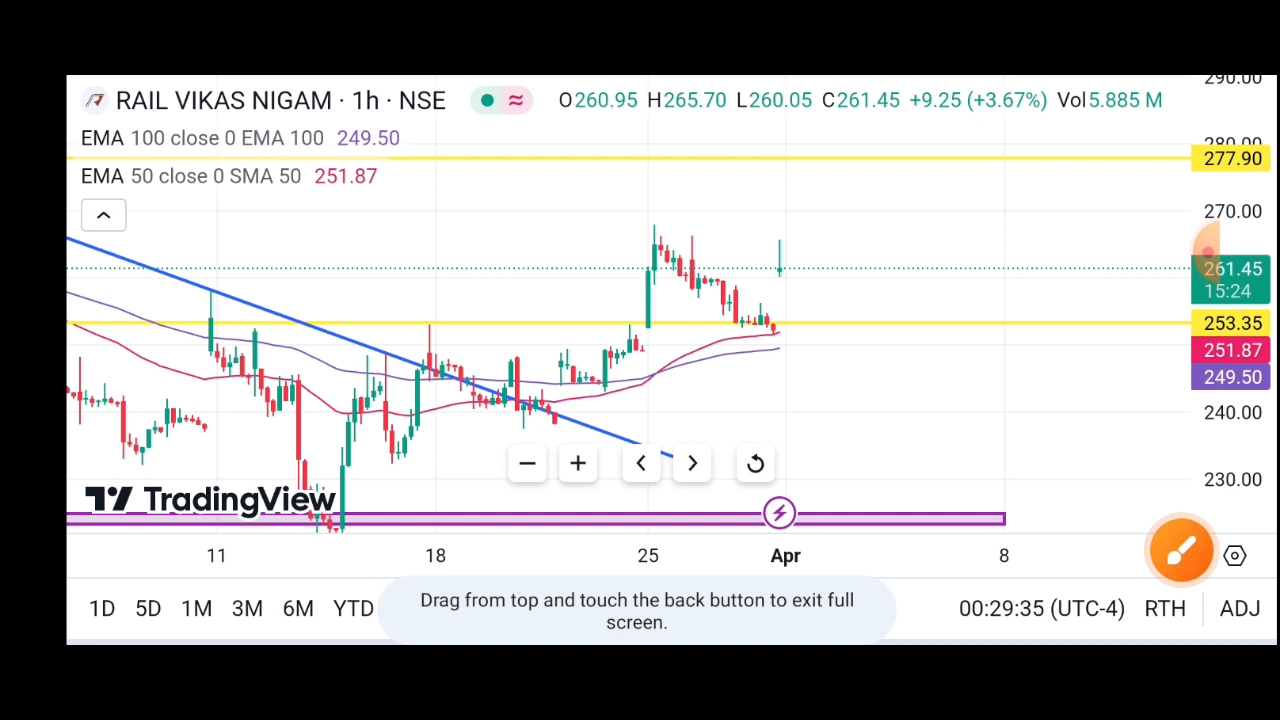 290.00
RAIL VIKAS NIGAM · 1h · NSE O260.95 H265.70 L260.05 C261.45 +9.25 (+3.67%) Vol5.885 M
EMA 100 close 0 EMA 100 249.50
280.00
277.90
EMA 50 close 0 SMA 50 251.87
270.00
261.45
15:24
253.35
251.87
249.50
240.00
230.00
TradingView
11 18 25 Apr 8
1D 5D 1M 3M 6M YTD
Drag from top and touch the back button to exit full
screen.
00:29:35 (UTC-4) RTH ADJ